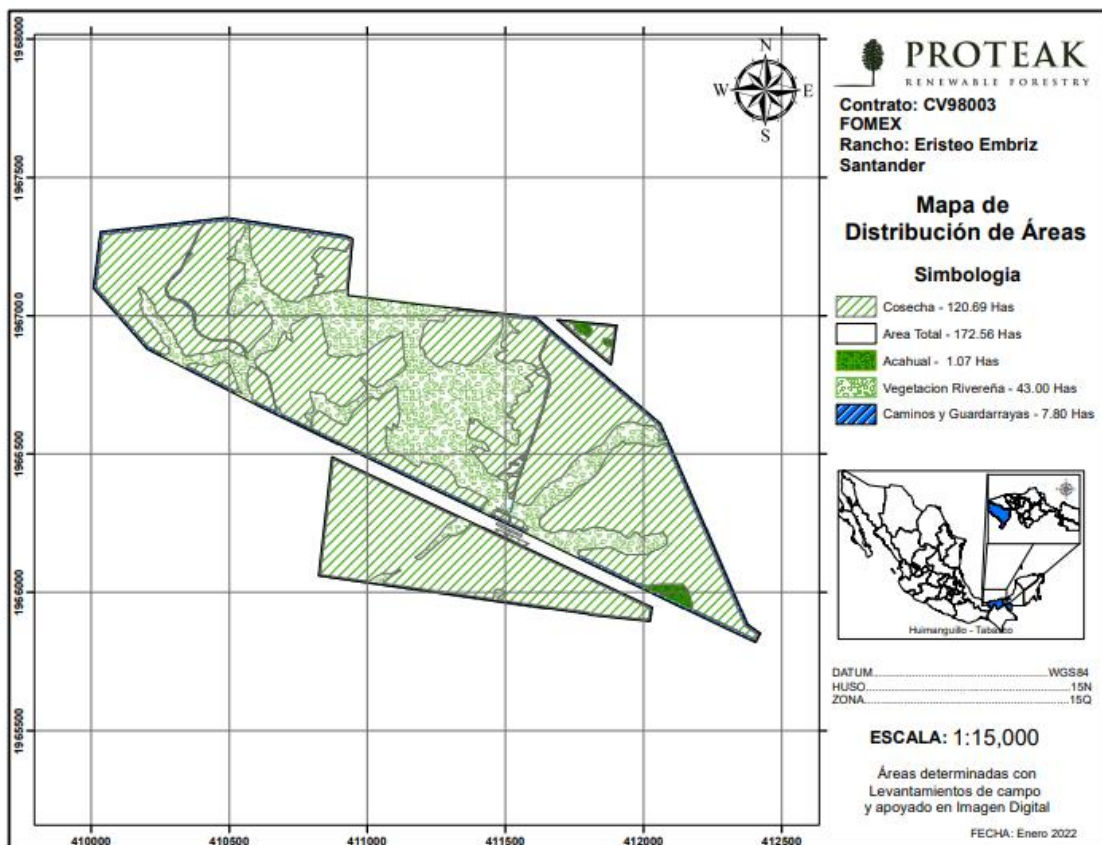 N
W E
S
PROTEAK
RENEWABLE FORESTRY
Contrato: CV98003
FOMEX
Rancho: Eristeo Embriz
Santander
Mapa de
Distribución de Áreas
Simbologia
Cosecha - 120.69 Has
Area Total - 172.56 Has
Acahual - 1.07 Has
Vegetacion Rivereña - 43.00 Has
Caminos y Guardarrayas - 7.80 Has
Huimanguillo - Tabasco
DATUM WGS84
HUSO 15N
ZONA 15Q
ESCALA: 1:15,000
Áreas determinadas con
Levantamientos de campo
y apoyado en Imagen Digital
FECHA: Enero 2022
1968000
1967500
1967000
1966500
1966000
1965500
410000 410500 411000 411500 412000 412500